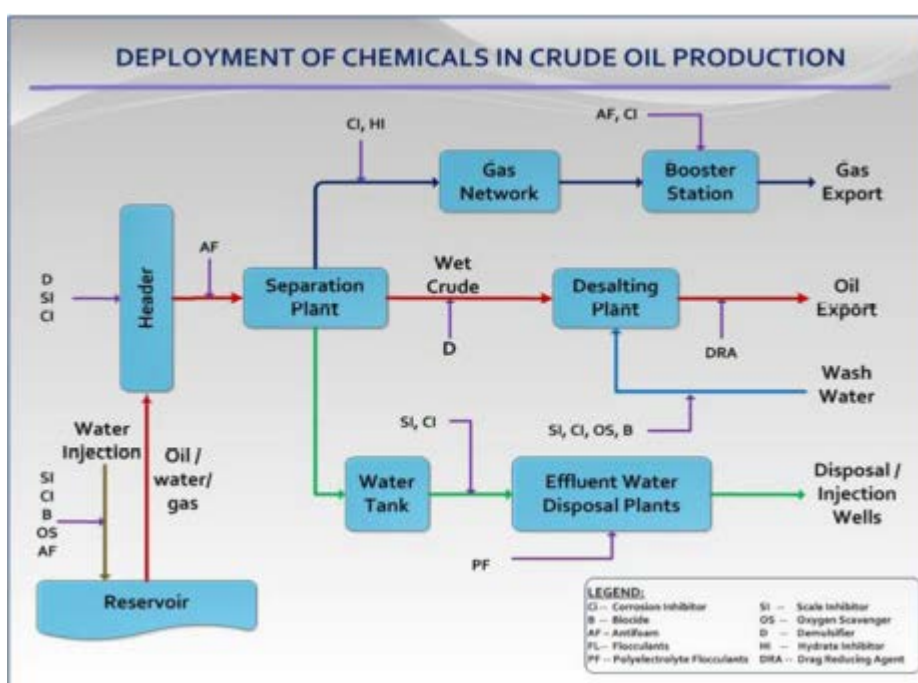 DEPLOYMENT OF CHEMICALS IN CRUDE OIL PRODUCTION
CI, HI
AF, CI
Gas
Network
Booster
Station
Gas
Export
D
SI
CI
Header
AF
Separation
Plant
Wet
Crude
D
Desalting
Plant
DRA
Oil
Export
Wash
Water
SI, CI, OS, B
Water
Injection
Oil /
water/
gas
SI
CI
B
OS
AF
SI, CI
Water
Tank
Effluent Water
Disposal Plants
Disposal /
Injection
Wells
PF
Reservoir
LEGEND:
CI -- Corrosion Inhibitor
B -- Biocide
AF -- Antifoam
FL -- Flocculants
PF -- Polyelectrolyte Flocculants
SI -- Scale Inhibitor
OS -- Oxygen Scavenger
D -- Demulsifier
HI -- Hydrate Inhibitor
DRA -- Drag Reducing Agent